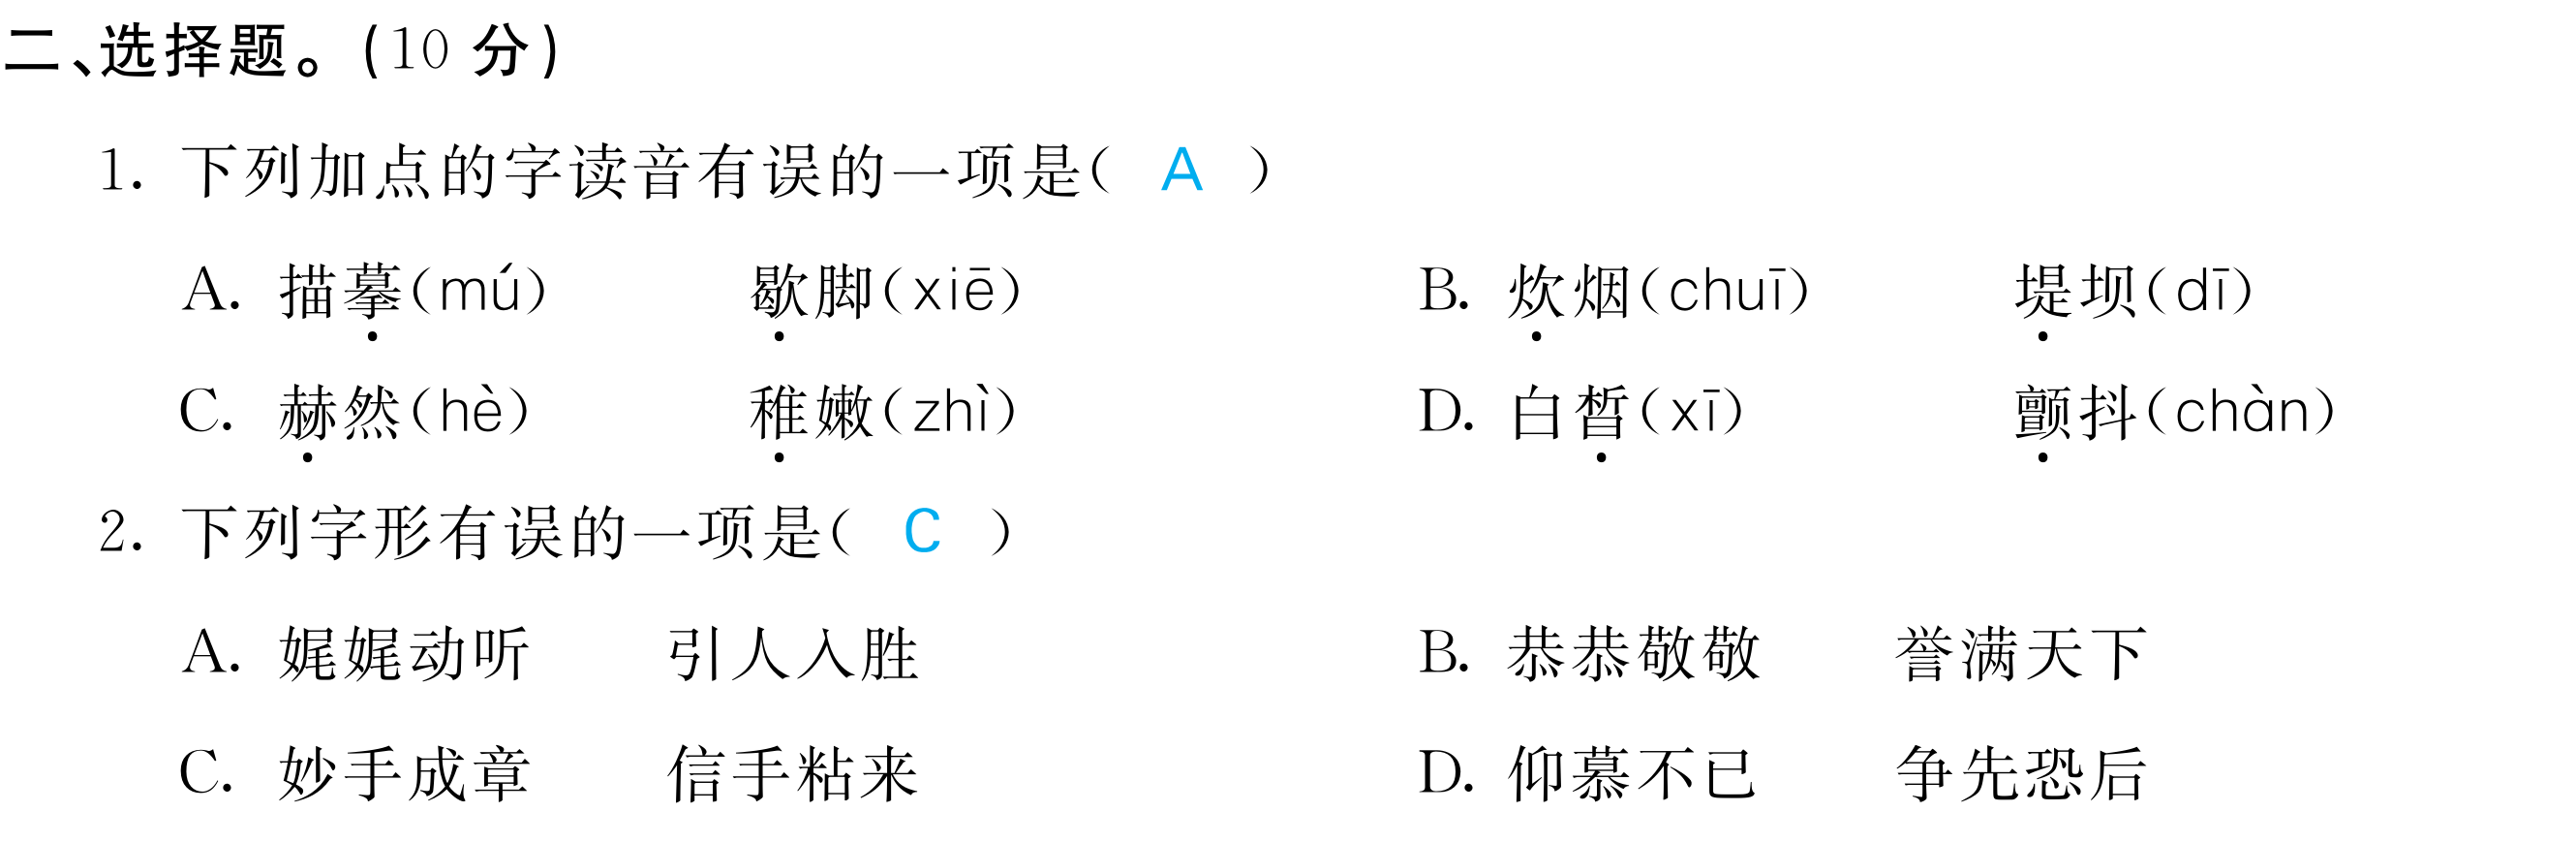 二、选择题。(10 分)
1. 下列加点的字读音有误的一项是( A )
A. 描摹(mú) 歇脚(xiē) B. 炊烟(chuī) 堤坝(dī)
C. 赫然(hè) 稚嫩(zhì) D. 白皙(xī) 颤抖(chàn)
2. 下列字形有误的一项是( C )
A. 娓娓动听 引人入胜 B. 恭恭敬敬 誉满天下
C. 妙手成章 信手粘来 D. 仰慕不已 争先恐后